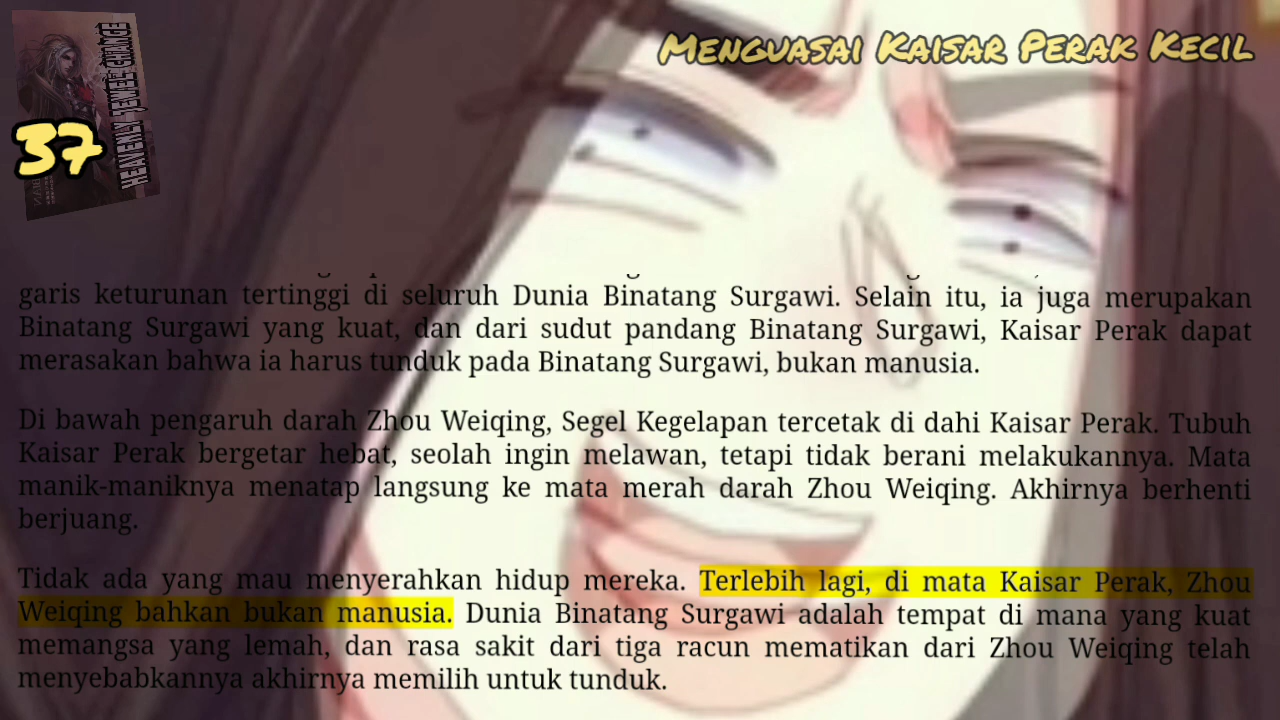 Menguasai Kaisar Perak Kecil
HEAVENLY JEWEL CHANGE
37
garis keturunan tertinggi di seluruh Dunia Binatang Surgawi. Selain itu, ia juga merupakan
Binatang Surgawi yang kuat, dan dari sudut pandang Binatang Surgawi, Kaisar Perak dapat
merasakan bahwa ia harus tunduk pada Binatang Surgawi, bukan manusia.
Di bawah pengaruh darah Zhou Weiqing, Segel Kegelapan tercetak di dahi Kaisar Perak. Tubuh
Kaisar Perak bergetar hebat, seolah ingin melawan, tetapi tidak berani melakukannya. Mata
manik-maniknya menatap langsung ke mata merah darah Zhou Weiqing. Akhirnya berhenti
berjuang.
Tidak ada yang mau menyerahkan hidup mereka. Terlebih lagi, di mata Kaisar Perak, Zhou
Weiqing bahkan bukan manusia. Dunia Binatang Surgawi adalah tempat di mana yang kuat
memangsa yang lemah, dan rasa sakit dari tiga racun mematikan dari Zhou Weiqing telah
menyebabkannya akhirnya memilih untuk tunduk.